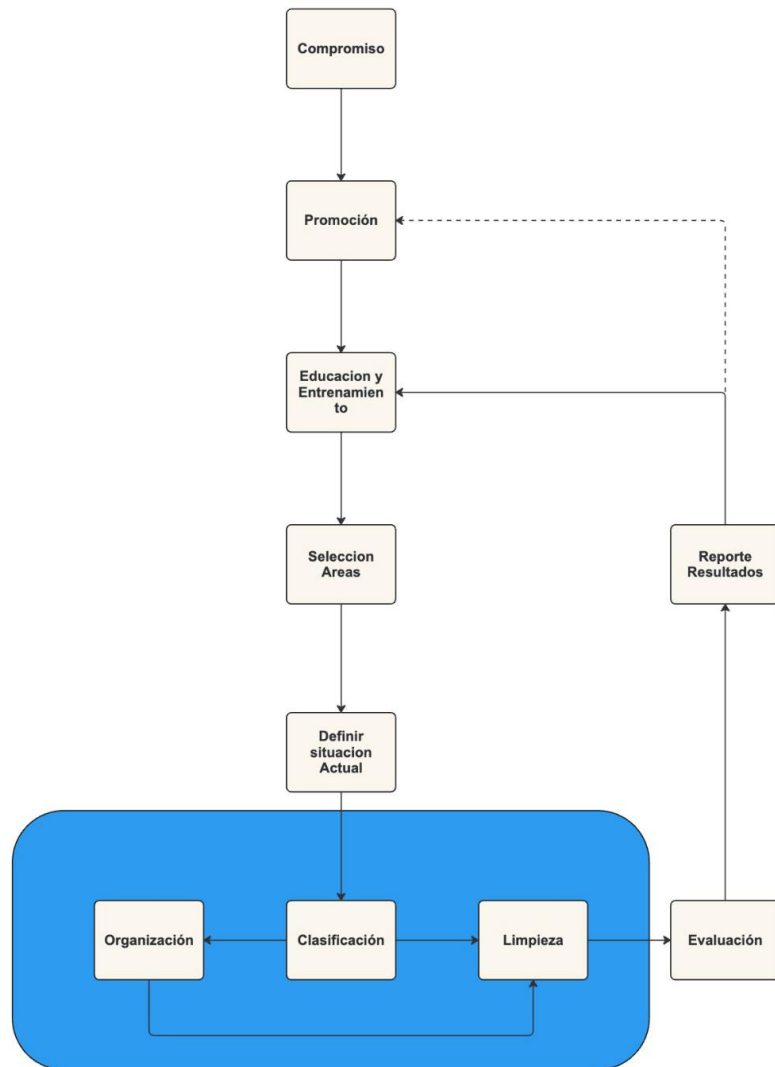 Compromiso
Promoción
Educacion y
Entrenamien
to
Seleccion
Areas
Reporte
Resultados
Definir
situacion
Actual
Organización
Clasificación
Limpieza
Evaluación